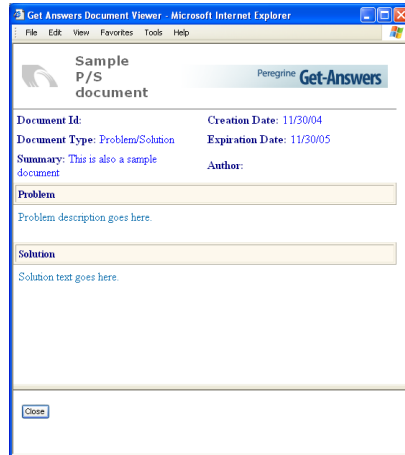 Get Answers Document Viewer - Microsoft Internet Explorer
File Edit View Favorites Tools Help
Sample
P/S
document
Peregrine Get-Answers
Document Id:
Creation Date: 11/30/04
Document Type: Problem/Solution
Expiration Date: 11/30/05
Summary: This is also a sample
document
Author:
Problem
Problem description goes here.
Solution
Solution text goes here.
Close